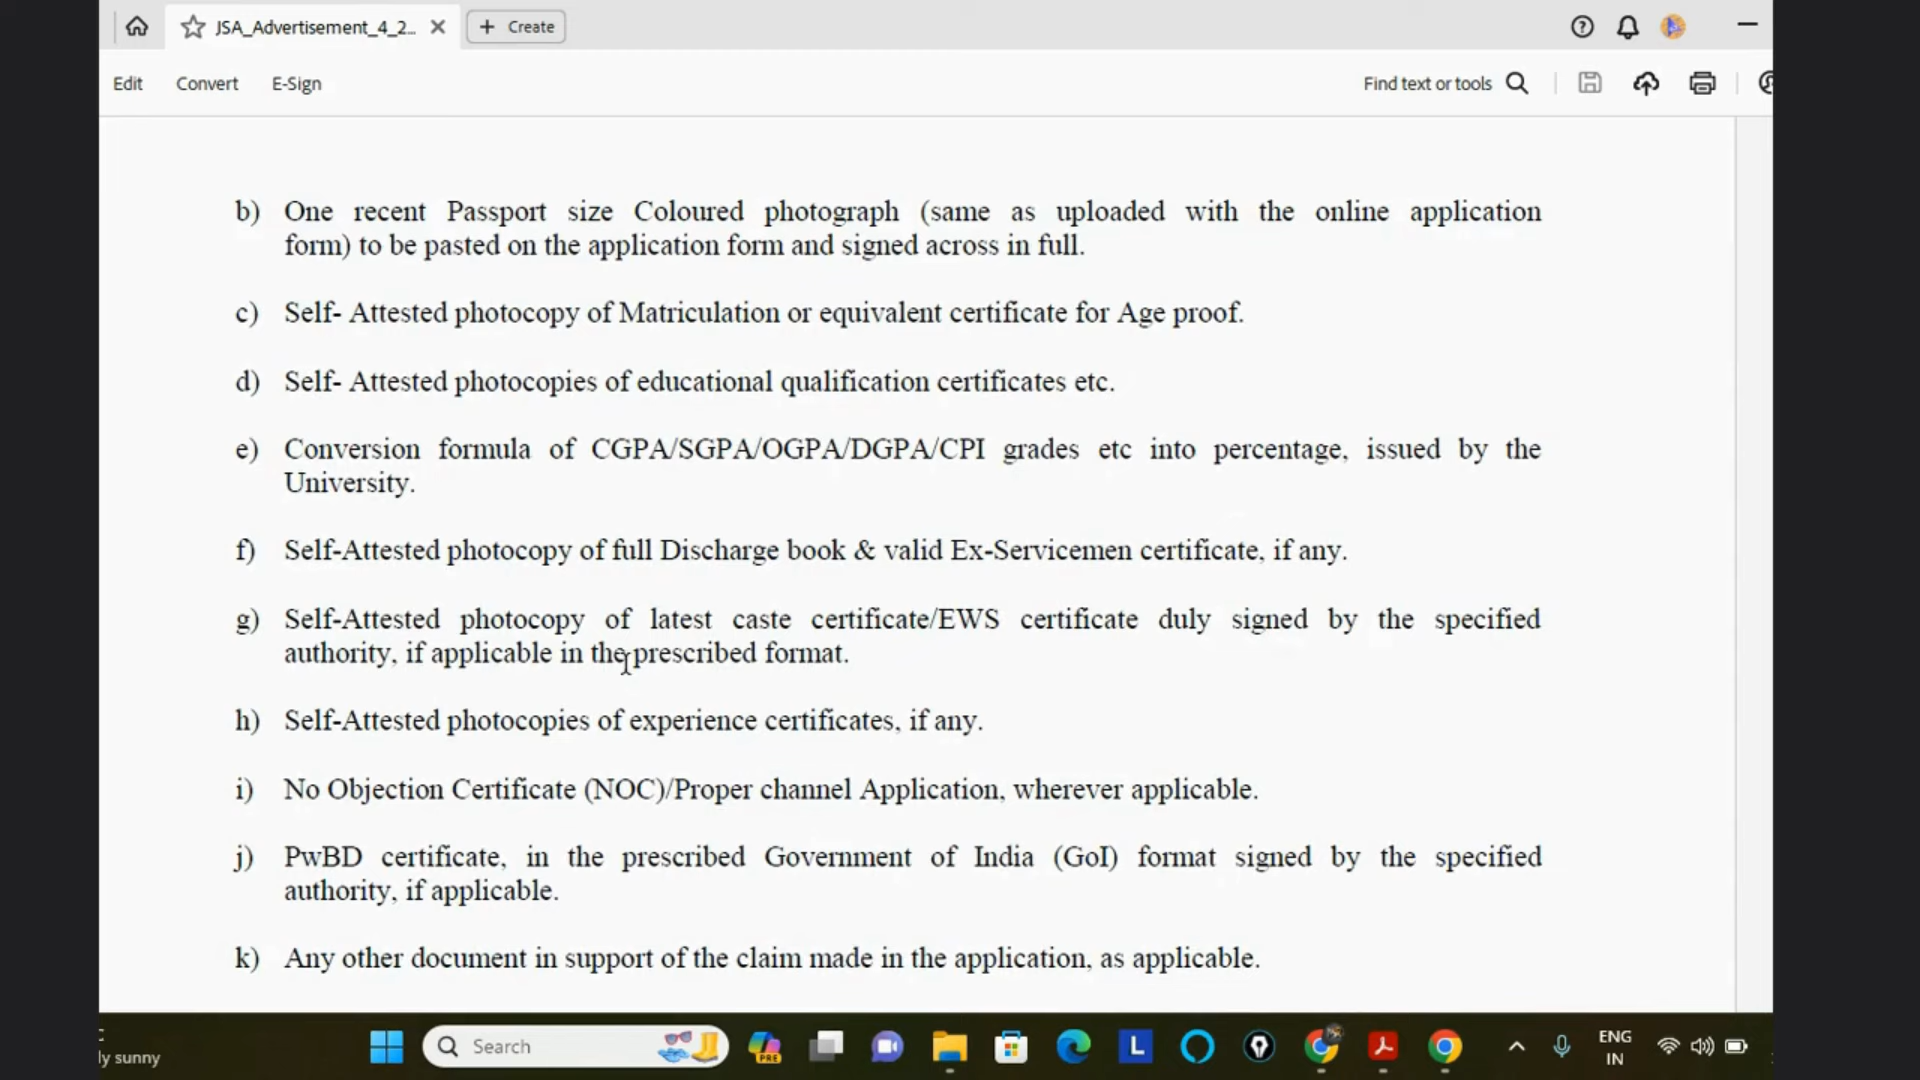 JSA_Advertisement_4_2...
Create
Edit
Convert
E-Sign
Find text or tools
b) One recent Passport size Coloured photograph (same as uploaded with the online application
form) to be pasted on the application form and signed across in full.
c) Self- Attested photocopy of Matriculation or equivalent certificate for Age proof.
d) Self- Attested photocopies of educational qualification certificates etc.
e) Conversion formula of CGPA/SGPA/OGPA/DGPA/CPI grades etc into percentage, issued by the
University.
f) Self-Attested photocopy of full Discharge book & valid Ex-Servicemen certificate, if any.
g) Self-Attested photocopy of latest caste certificate/EWS certificate duly signed by the specified
authority, if applicable in the prescribed format.
h) Self-Attested photocopies of experience certificates, if any.
i) No Objection Certificate (NOC)/Proper channel Application, wherever applicable.
j) PwBD certificate, in the prescribed Government of India (GoI) format signed by the specified
authority, if applicable.
k) Any other document in support of the claim made in the application, as applicable.
ly sunny
Search
PRE
L
ENG
IN